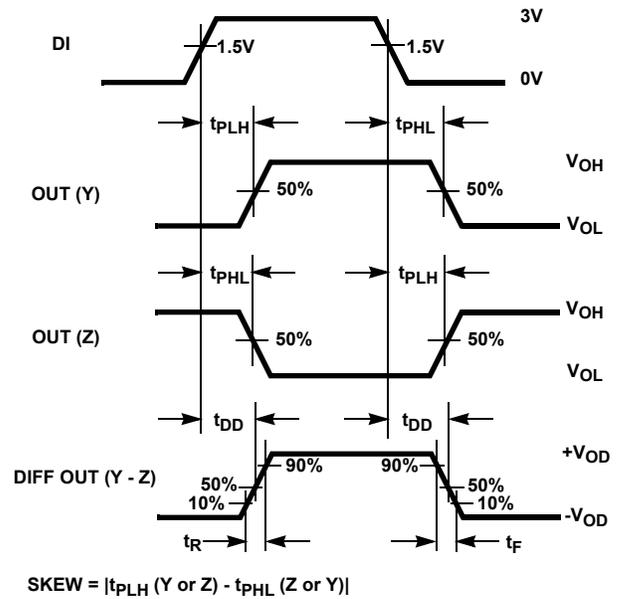 3V
DI
1.5V
1.5V
0V
tPLH
tPHL
VOH
OUT (Y)
50%
50%
VOL
tPHL
tPLH
VOH
OUT (Z)
50%
50%
VOL
tDD
tDD
+VOD
DIFF OUT (Y - Z)
90%
90%
50%
50%
10%
10%
-VOD
tR
tF
SKEW = |tPLH (Y or Z) - tPHL (Z or Y)|